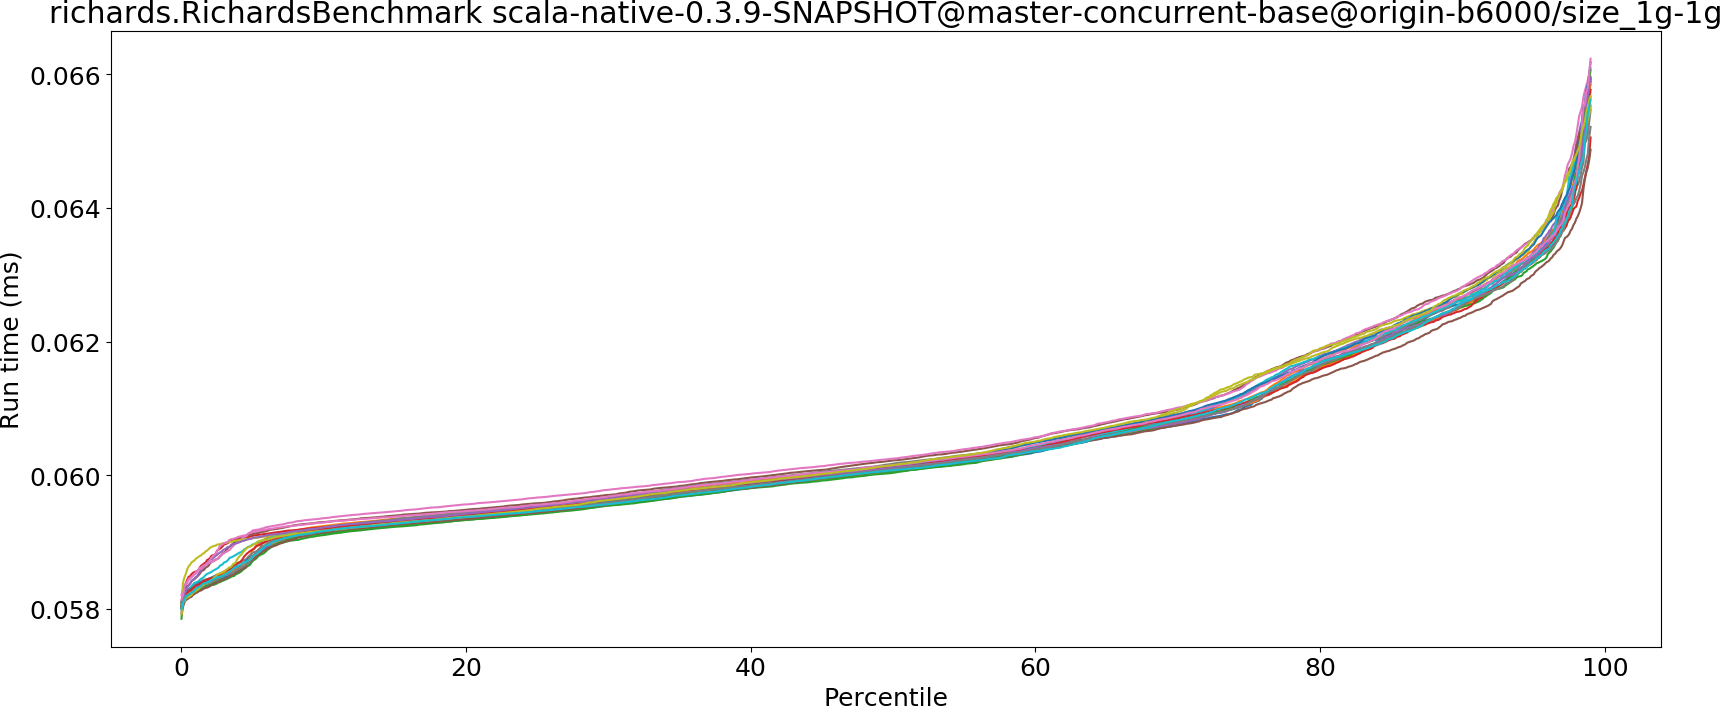 richards.RichardsBenchmark scala-native-0.3.9-SNAPSHOT@master-concurrent-base@origin-b6000/size_1g-1g
0.066
0.064
0.062
0.060
0.058
Run time (ms)
0 20 40 60 80 100
Percentile